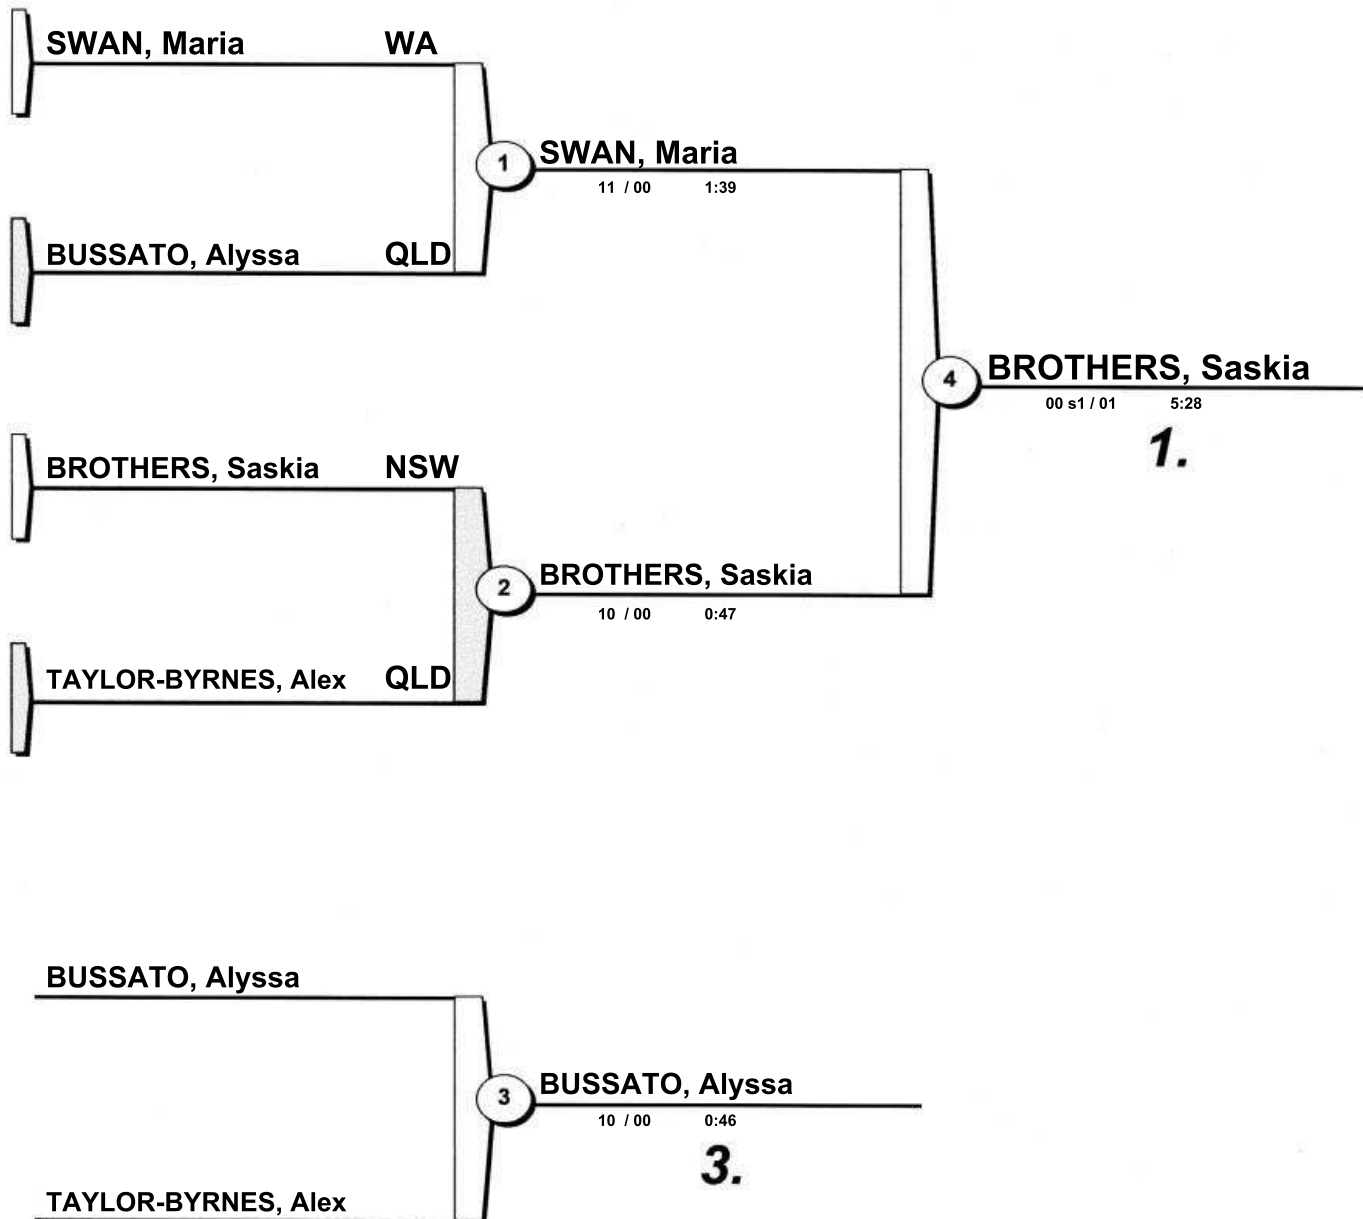 SWAN, Maria WA
1 SWAN, Maria
11 / 00 1:39
BUSSATO, Alyssa QLD
4 BROTHERS, Saskia
00 s1 / 01 5:28
1.
BROTHERS, Saskia NSW
2 BROTHERS, Saskia
10 / 00 0:47
TAYLOR-BYRNES, Alex QLD
BUSSATO, Alyssa
3 BUSSATO, Alyssa
10 / 00 0:46
3.
TAYLOR-BYRNES, Alex